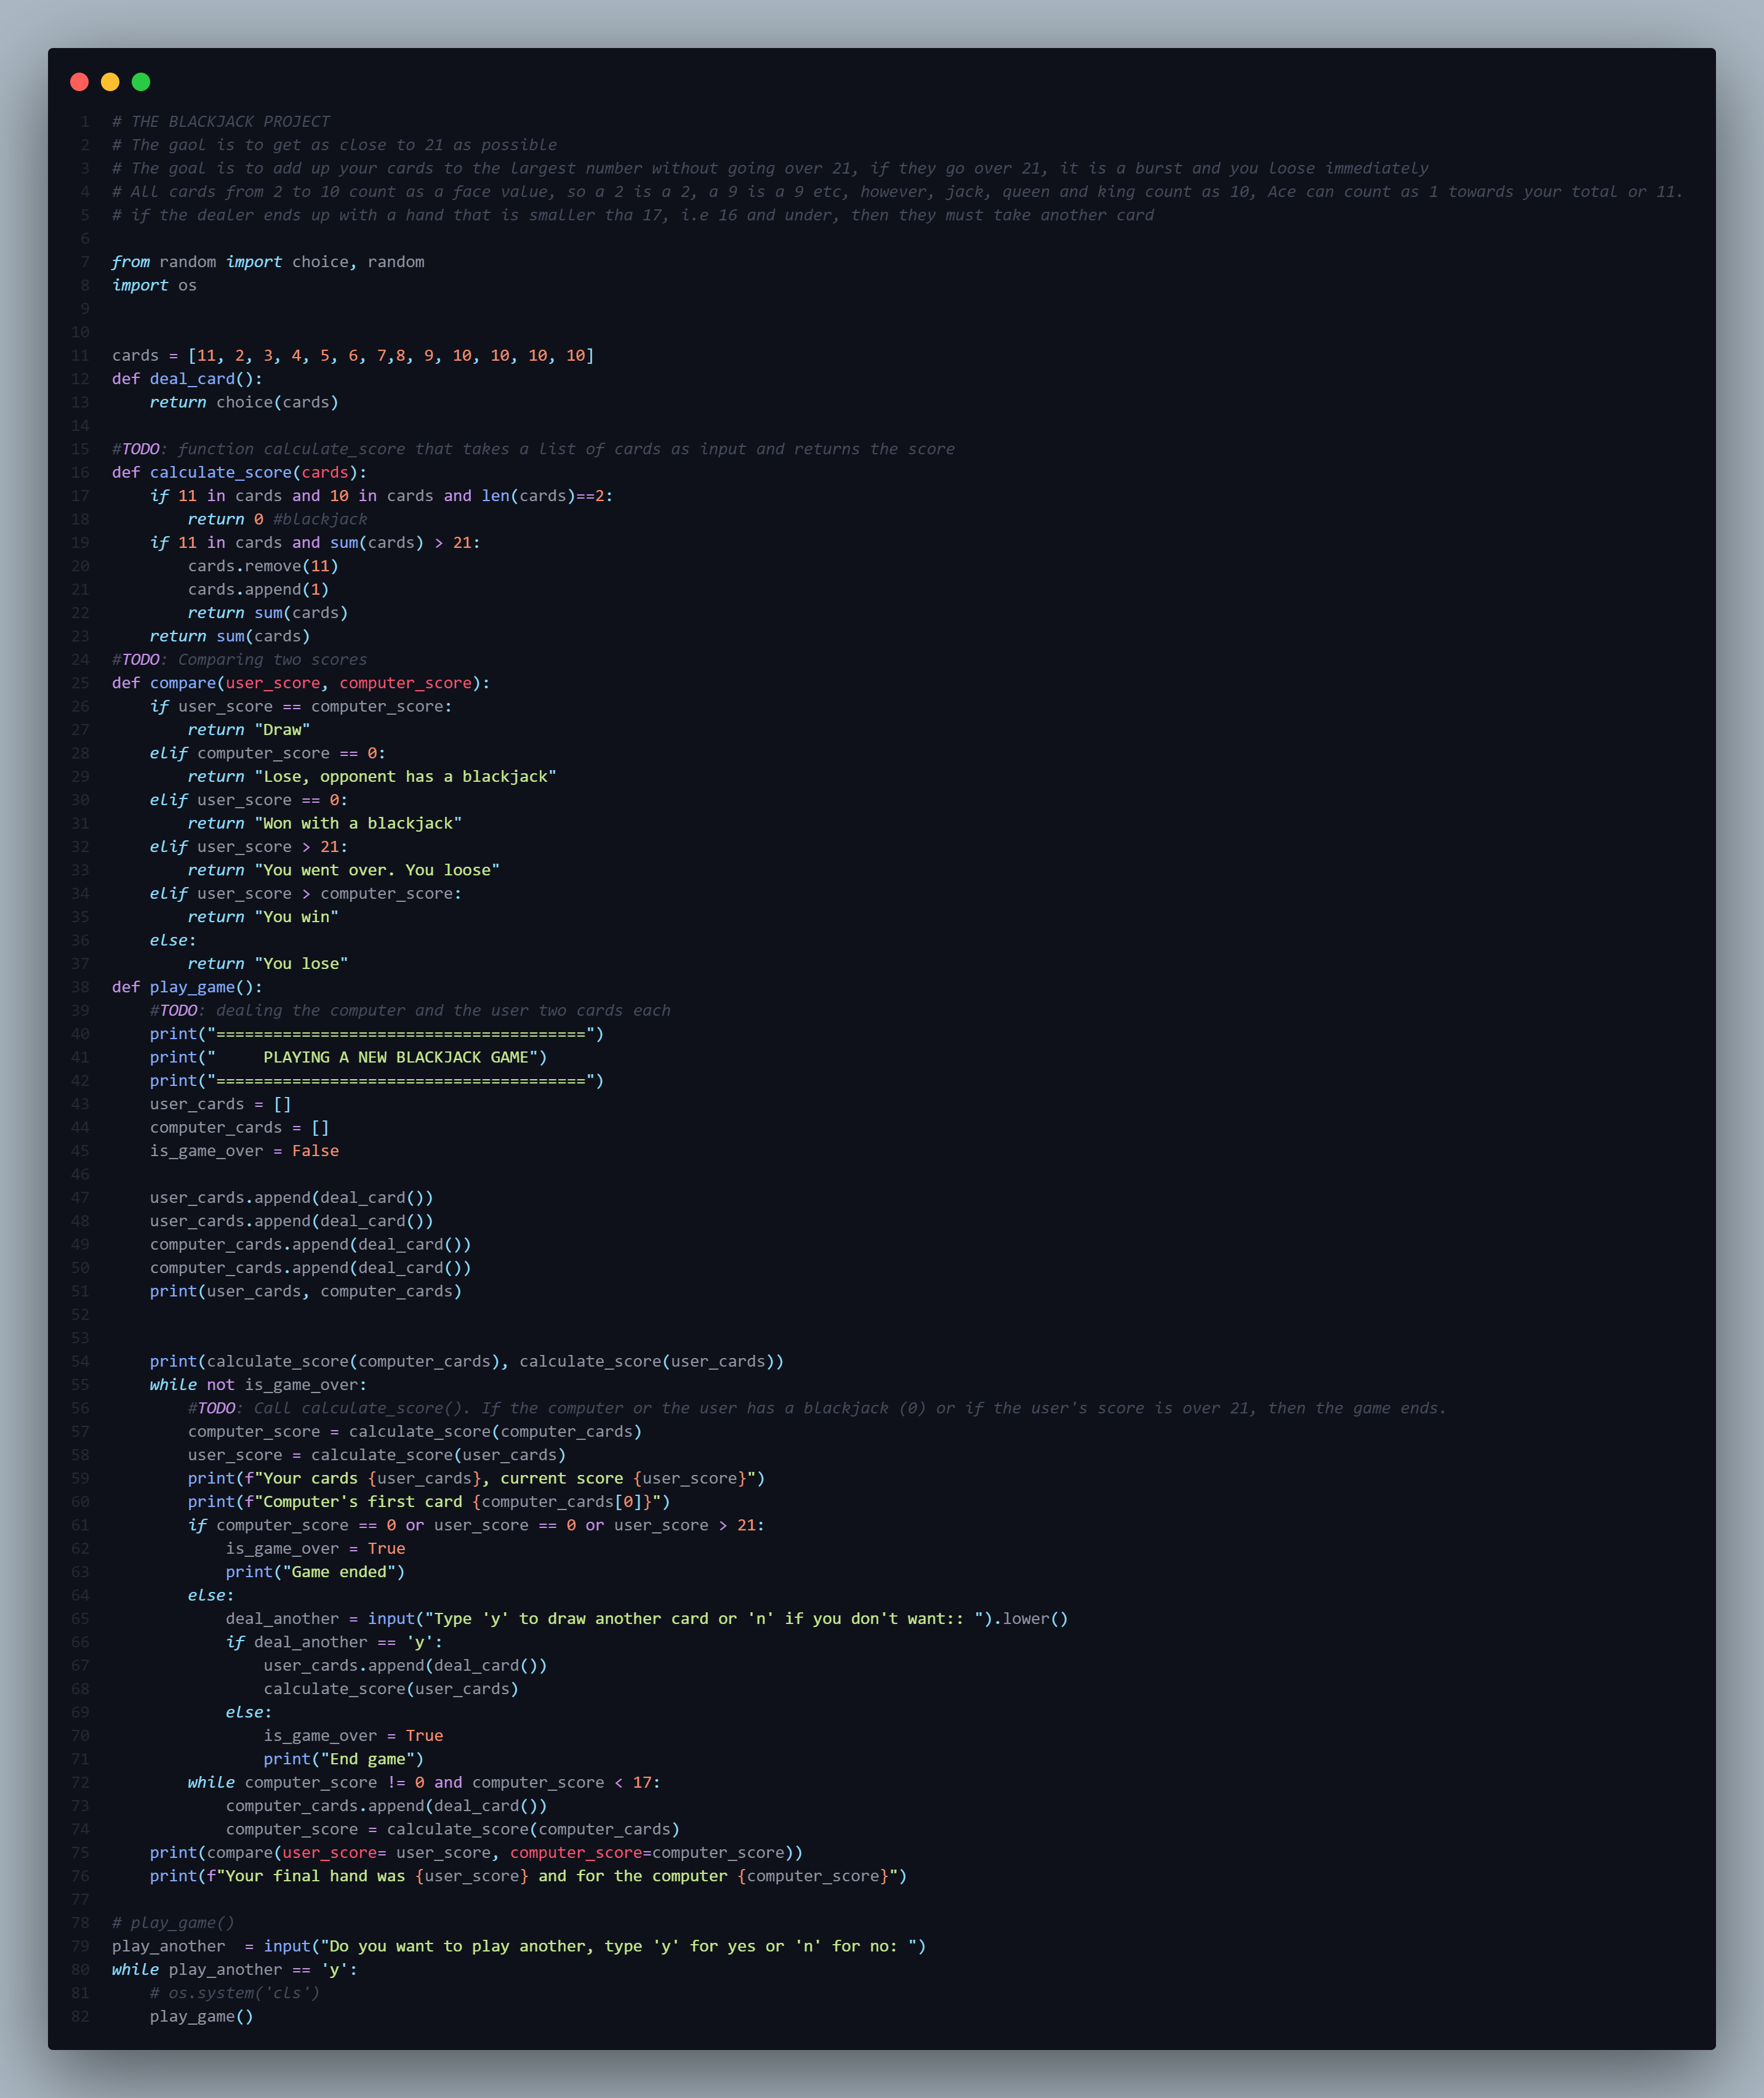 1 # THE BLACKJACK PROJECT
2 # The gaol is to get as close to 21 as possible
3 # The goal is to add up your cards to the largest number without going over 21, if they go over 21, it is a burst and you loose immediately
4 # All cards from 2 to 10 count as a face value, so a 2 is a 2, a 9 is a 9 etc, however, jack, queen and king count as 10, Ace can count as 1 towards your total or 11.
5 # if the dealer ends up with a hand that is smaller tha 17, i.e 16 and under, then they must take another card
6
7 from random import choice, random
8 import os
9
10
11 cards = [11, 2, 3, 4, 5, 6, 7,8, 9, 10, 10, 10, 10]
12 def deal_card():
13     return choice(cards)
14
15 #TODO: function calculate_score that takes a list of cards as input and returns the score
16 def calculate_score(cards):
17     if 11 in cards and 10 in cards and len(cards)==2:
18         return 0 #blackjack
19     if 11 in cards and sum(cards) > 21:
20         cards.remove(11)
21         cards.append(1)
22         return sum(cards)
23     return sum(cards)
24 #TODO: Comparing two scores
25 def compare(user_score, computer_score):
26     if user_score == computer_score:
27         return "Draw"
28     elif computer_score == 0:
29         return "Lose, opponent has a blackjack"
30     elif user_score == 0:
31         return "Won with a blackjack"
32     elif user_score > 21:
33         return "You went over. You loose"
34     elif user_score > computer_score:
35         return "You win"
36     else:
37         return "You lose"
38 def play_game():
39     #TODO: dealing the computer and the user two cards each
40     print("=======================================")
41     print("     PLAYING A NEW BLACKJACK GAME")
42     print("=======================================")
43     user_cards = []
44     computer_cards = []
45     is_game_over = False
46
47     user_cards.append(deal_card())
48     user_cards.append(deal_card())
49     computer_cards.append(deal_card())
50     computer_cards.append(deal_card())
51     print(user_cards, computer_cards)
52
53
54     print(calculate_score(computer_cards), calculate_score(user_cards))
55     while not is_game_over:
56         #TODO: Call calculate_score(). If the computer or the user has a blackjack (0) or if the user's score is over 21, then the game ends.
57         computer_score = calculate_score(computer_cards)
58         user_score = calculate_score(user_cards)
59         print(f"Your cards {user_cards}, current score {user_score}")
60         print(f"Computer's first card {computer_cards[0]}")
61         if computer_score == 0 or user_score == 0 or user_score > 21:
62             is_game_over = True
63             print("Game ended")
64         else:
65             deal_another = input("Type 'y' to draw another card or 'n' if you don't want:: ").lower()
66             if deal_another == 'y':
67                 user_cards.append(deal_card())
68                 calculate_score(user_cards)
69             else:
70                 is_game_over = True
71                 print("End game")
72         while computer_score != 0 and computer_score < 17:
73             computer_cards.append(deal_card())
74             computer_score = calculate_score(computer_cards)
75     print(compare(user_score= user_score, computer_score=computer_score))
76     print(f"Your final hand was {user_score} and for the computer {computer_score}")
77
78 # play_game()
79 play_another  = input("Do you want to play another, type 'y' for yes or 'n' for no: ")
80 while play_another == 'y':
81     # os.system('cls')
82     play_game()